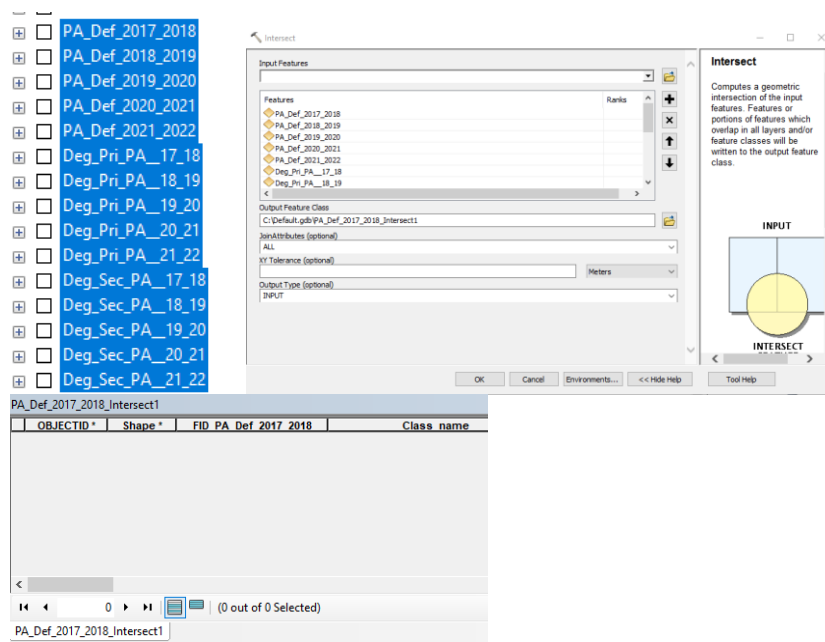 PA_Def_2017_2018
PA_Def_2018_2019
PA_Def_2019_2020
PA_Def_2020_2021
PA_Def_2021_2022
Deg_Pri_PA__17_18
Deg_Pri_PA__18_19
Deg_Pri_PA__19_20
Deg_Pri_PA__20_21
Deg_Pri_PA__21_22
Deg_Sec_PA__17_18
Deg_Sec_PA__18_19
Deg_Sec_PA__19_20
Deg_Sec_PA__20_21
Deg_Sec_PA__21_22
Intersect
Input Features
Features Ranks
PA_Def_2017_2018
PA_Def_2018_2019
PA_Def_2019_2020
PA_Def_2020_2021
PA_Def_2021_2022
Deg_Pri_PA__17_18
Deg_Pri_PA__18_19
Output Feature Class
C:\Default.gdb\PA_Def_2017_2018_Intersect1
JoinAttributes (optional)
ALL
XY Tolerance (optional)
Meters
Output Type (optional)
INPUT
OK Cancel Environments... << Hide Help Tool Help
Intersect
Computes a geometric
intersection of the input
features. Features or
portions of features which
overlap in all layers and/or
feature classes will be
written to the output feature
class.
INPUT
INTERSECT
PA_Def_2017_2018_Intersect1
OBJECTID * Shape * FID_PA_Def_2017_2018 Class_name
0 (0 out of 0 Selected)
PA_Def_2017_2018_Intersect1